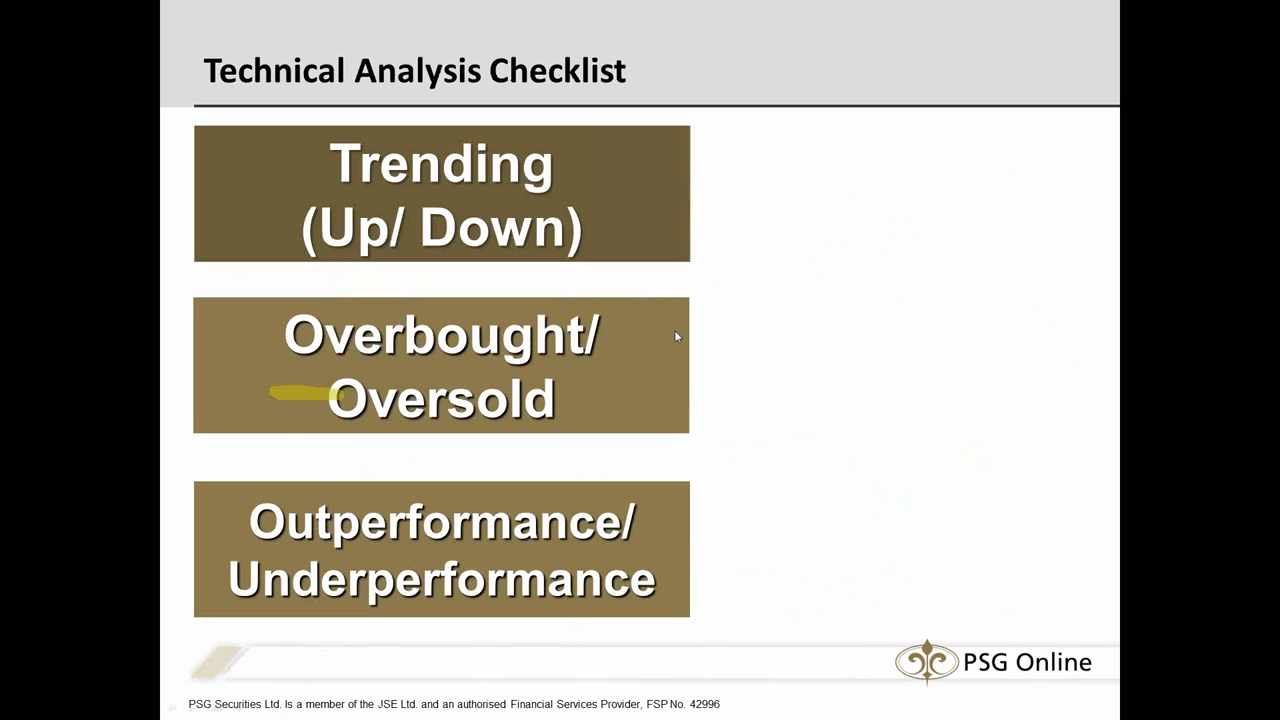 Technical Analysis Checklist
Trending
(Up/ Down)
Overbought/
Oversold
Outperformance/
Underperformance
PSG Online
PSG Securities Ltd. Is a member of the JSE Ltd. and an authorised Financial Services Provider, FSP No. 42996